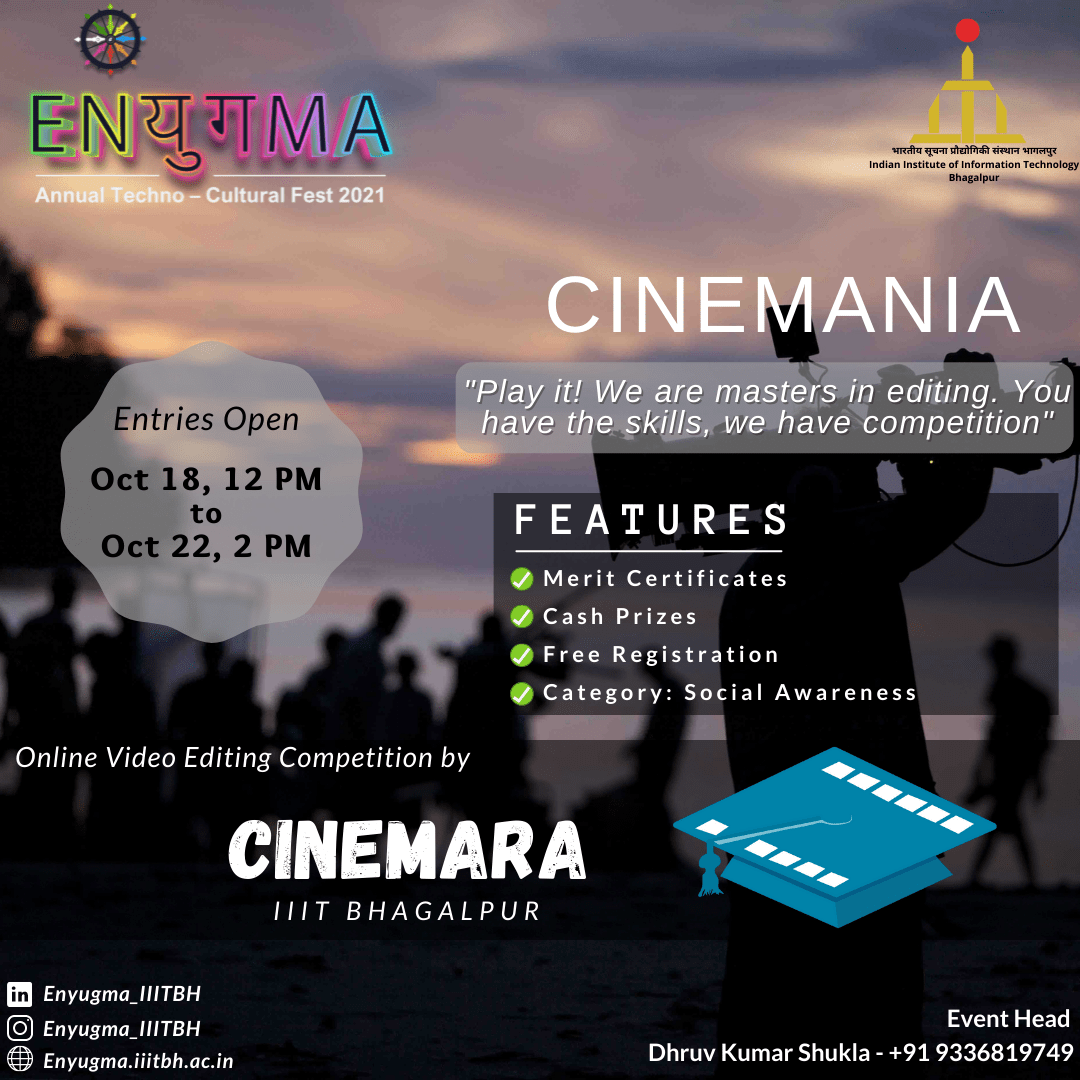 ENयुगMA
Annual Techno – Cultural Fest 2021
भारतीय सूचना प्रौद्योगिकी संस्थान भागलपुर
Indian Institute of Information Technology
Bhagalpur
CINEMANIA
"Play it! We are masters in editing. You
have the skills, we have competition"
Entries Open
Oct 18, 12 PM
to
Oct 22, 2 PM
FEATURES
Merit Certificates
Cash Prizes
Free Registration
Category: Social Awareness
Online Video Editing Competition by
CINEMARA
IIIT BHAGALPUR
in Enyugma_IIITBH
Enyugma_IIITBH
Enyugma.iiitbh.ac.in
Event Head
Dhruv Kumar Shukla - +91 9336819749